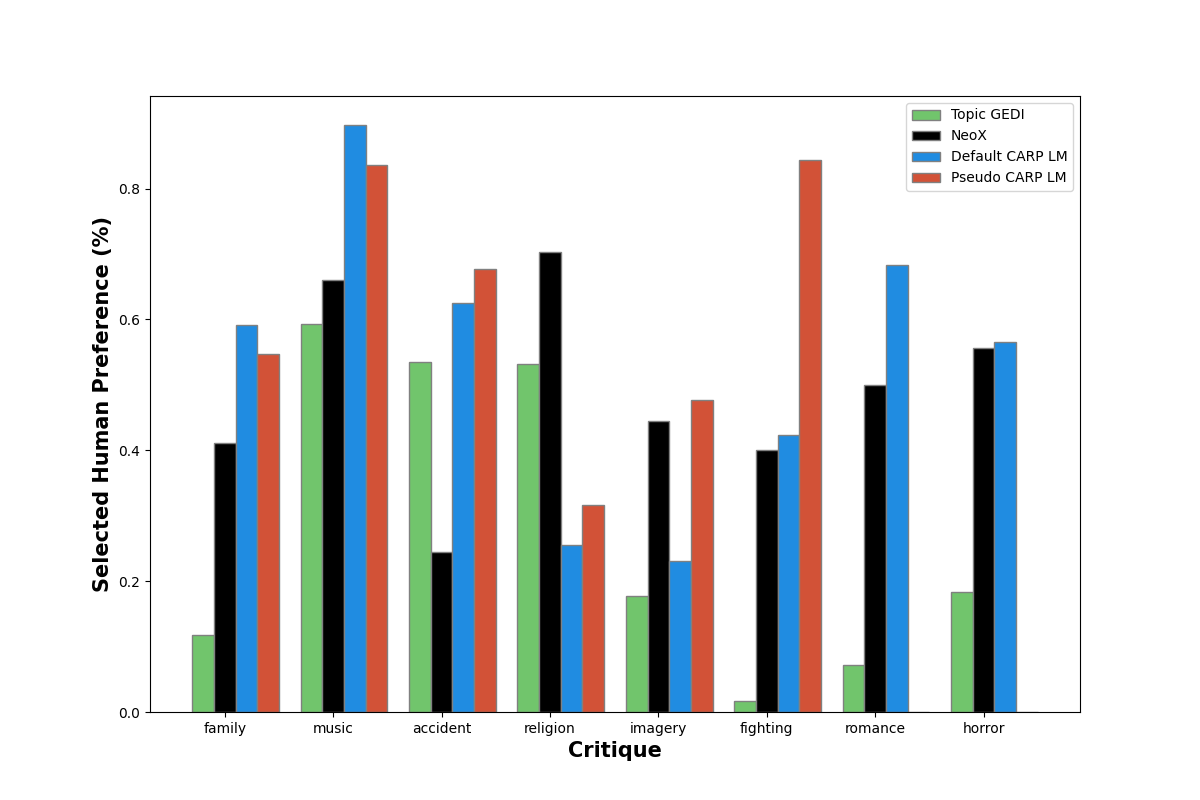 Topic GEDI
NeoX
Default CARP LM
Pseudo CARP LM
Selected Human Preference (%)
0.8
0.6
0.4
0.2
0.0
family music accident religion imagery fighting romance horror
Critique